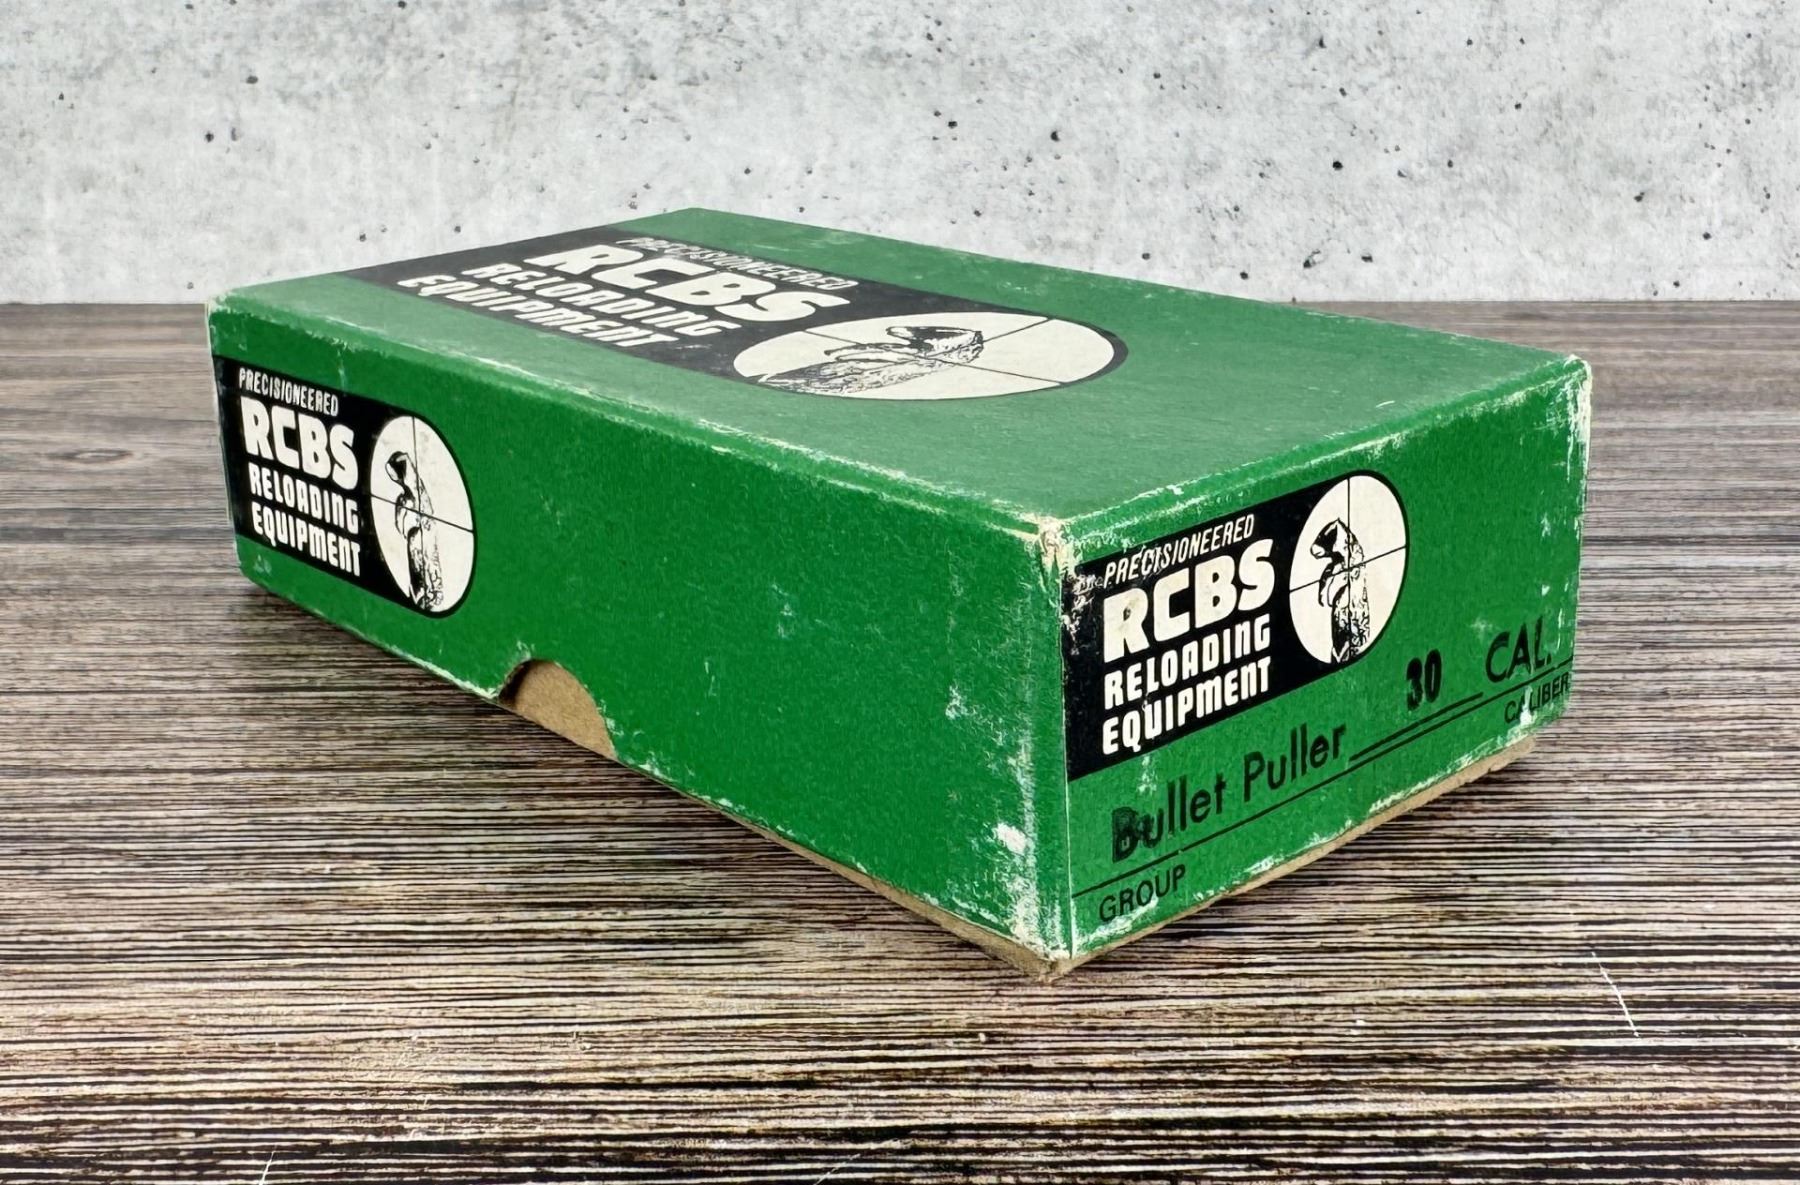 PRECISIONEERED
RCBS
RELOADING
EQUIPMENT
PRECISIONEERED
RCBS
RELOADING
EQUIPMENT
PRECISIONEERED
RCBS
RELOADING
EQUIPMENT
Bullet Puller 30 CAL.
GROUP CALIBER